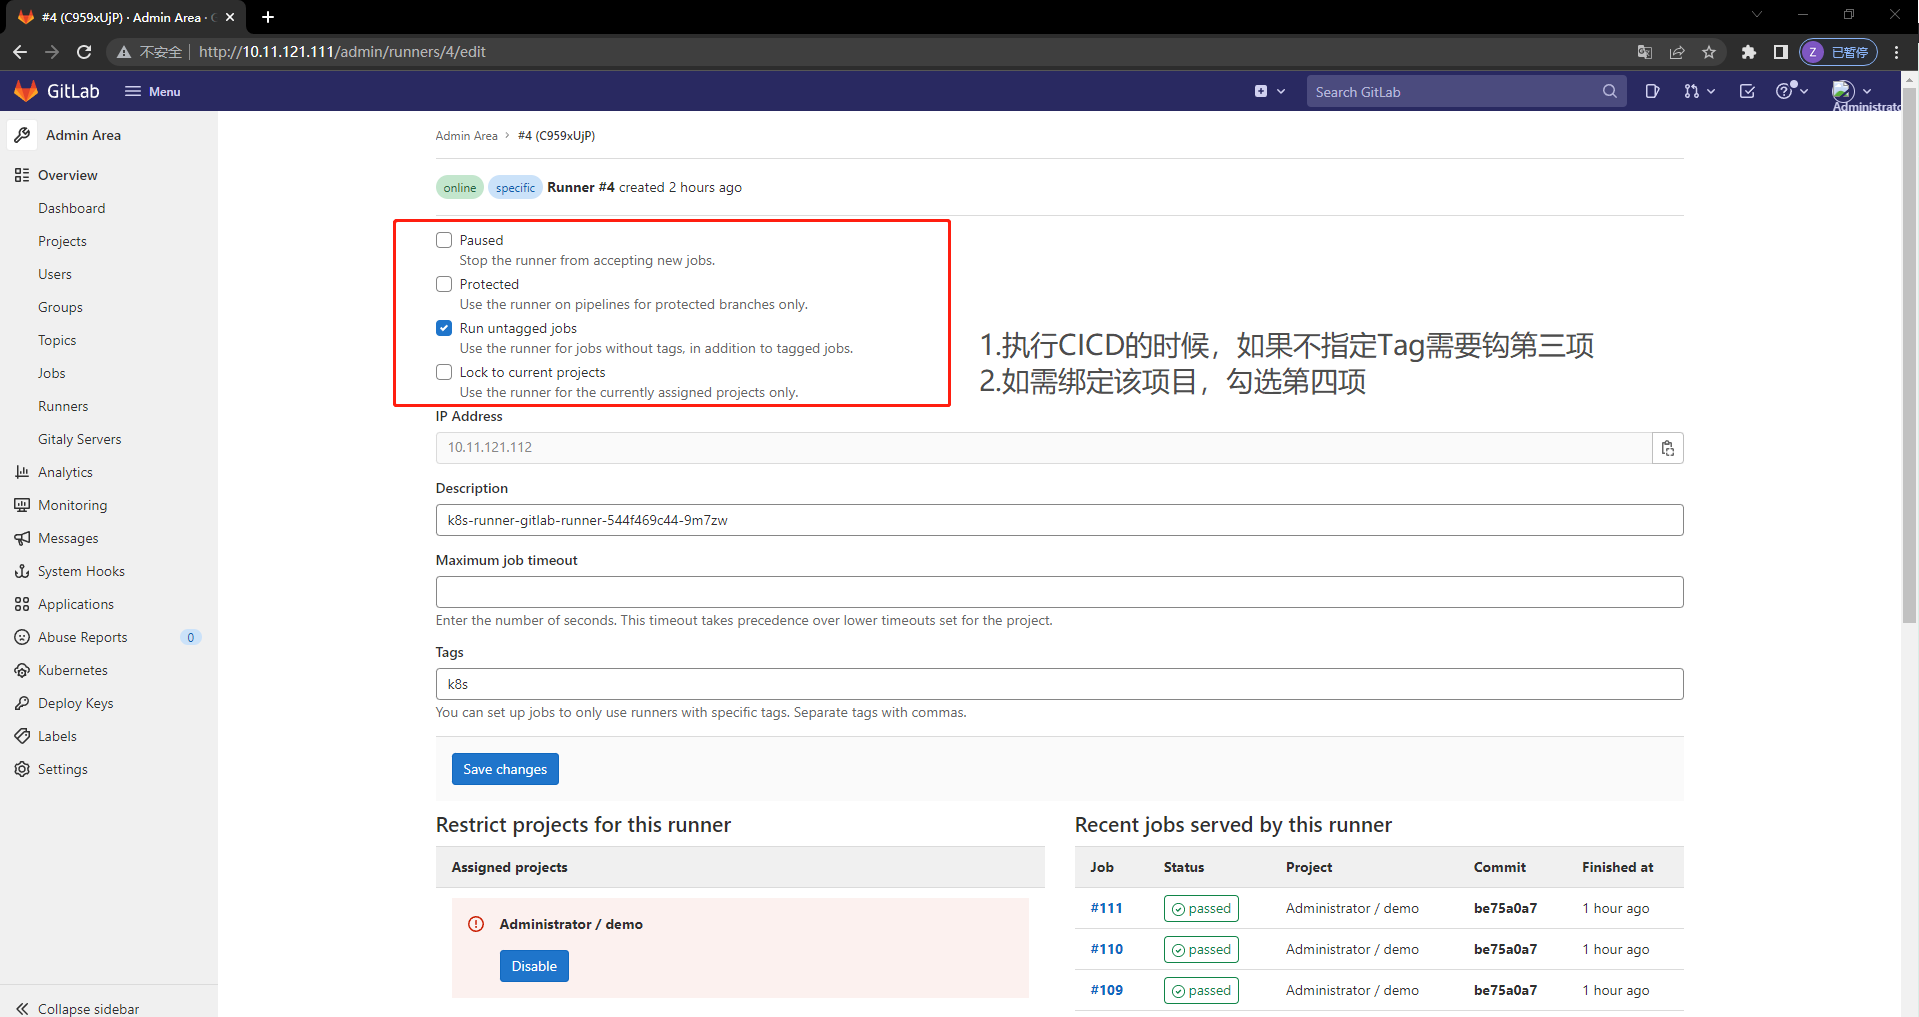 #4 (C959xUjP) · Admin Area ·
不安全 http://10.11.121.111/admin/runners/4/edit
Z 已暂停
GitLab Menu Search GitLab Administrato
Admin Area
Overview
Dashboard
Projects
Users
Groups
Topics
Jobs
Runners
Gitaly Servers
Analytics
Monitoring
Messages
System Hooks
Applications
Abuse Reports 0
Kubernetes
Deploy Keys
Labels
Settings
Collapse sidebar
Admin Area › #4 (C959xUjP)
online specific Runner #4 created 2 hours ago
Paused
Stop the runner from accepting new jobs.
Protected
Use the runner on pipelines for protected branches only.
Run untagged jobs
Use the runner for jobs without tags, in addition to tagged jobs.
Lock to current projects
Use the runner for the currently assigned projects only.
1.执行CICD的时候，如果不指定Tag需要钩第三项
2.如需绑定该项目，勾选第四项
IP Address
10.11.121.112
Description
k8s-runner-gitlab-runner-544f469c44-9m7zw
Maximum job timeout
Enter the number of seconds. This timeout takes precedence over lower timeouts set for the project.
Tags
k8s
You can set up jobs to only use runners with specific tags. Separate tags with commas.
Save changes
Restrict projects for this runner
Assigned projects
Administrator / demo
Disable
Recent jobs served by this runner
Job Status Project Commit Finished at
#111 passed Administrator / demo be75a0a7 1 hour ago
#110 passed Administrator / demo be75a0a7 1 hour ago
#109 passed Administrator / demo be75a0a7 1 hour ago